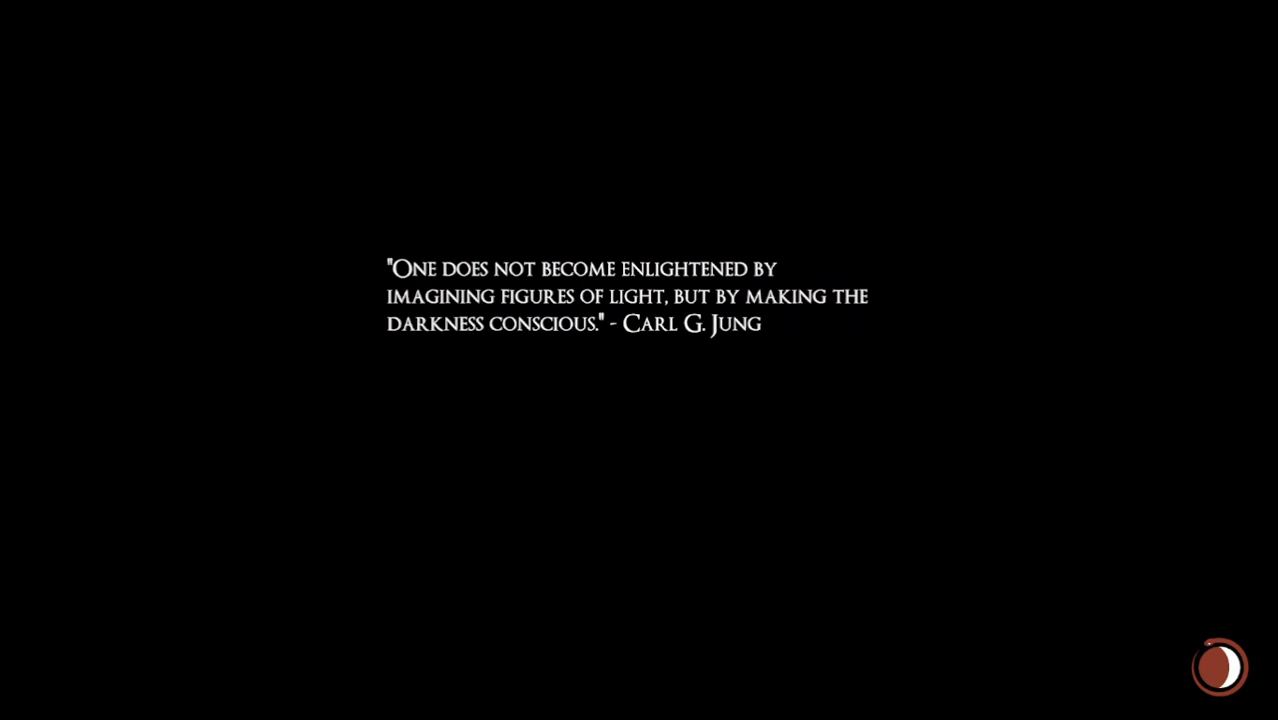 "One does not become enlightened by
imagining figures of light, but by making the
darkness conscious." - Carl G. Jung